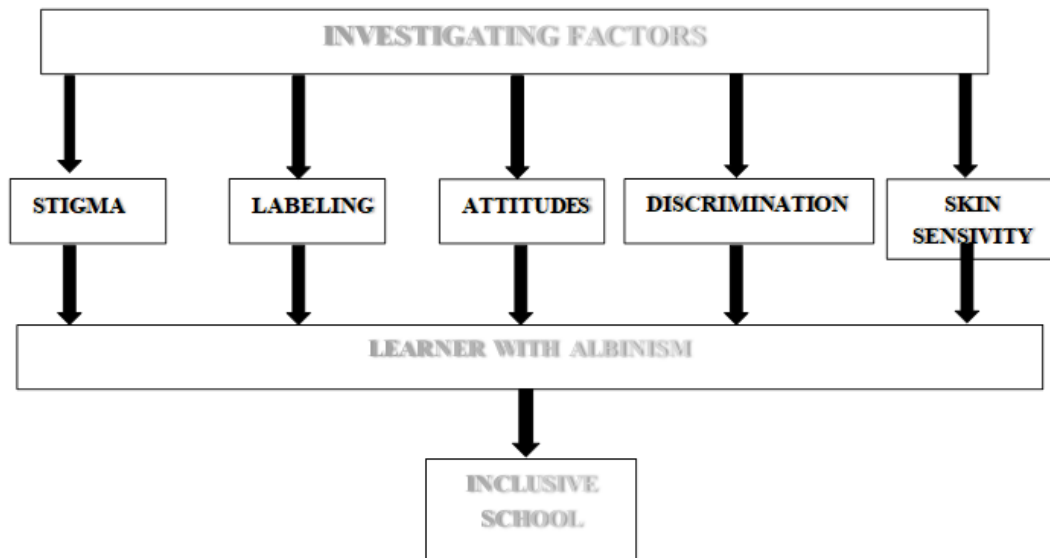 INVESTIGATING FACTORS
STIGMA
LABELING
ATTITUDES
DISCRIMINATION
SKIN
SENSIVITY
LEARNER WITH ALBINISM
INCLUSIVE
SCHOOL